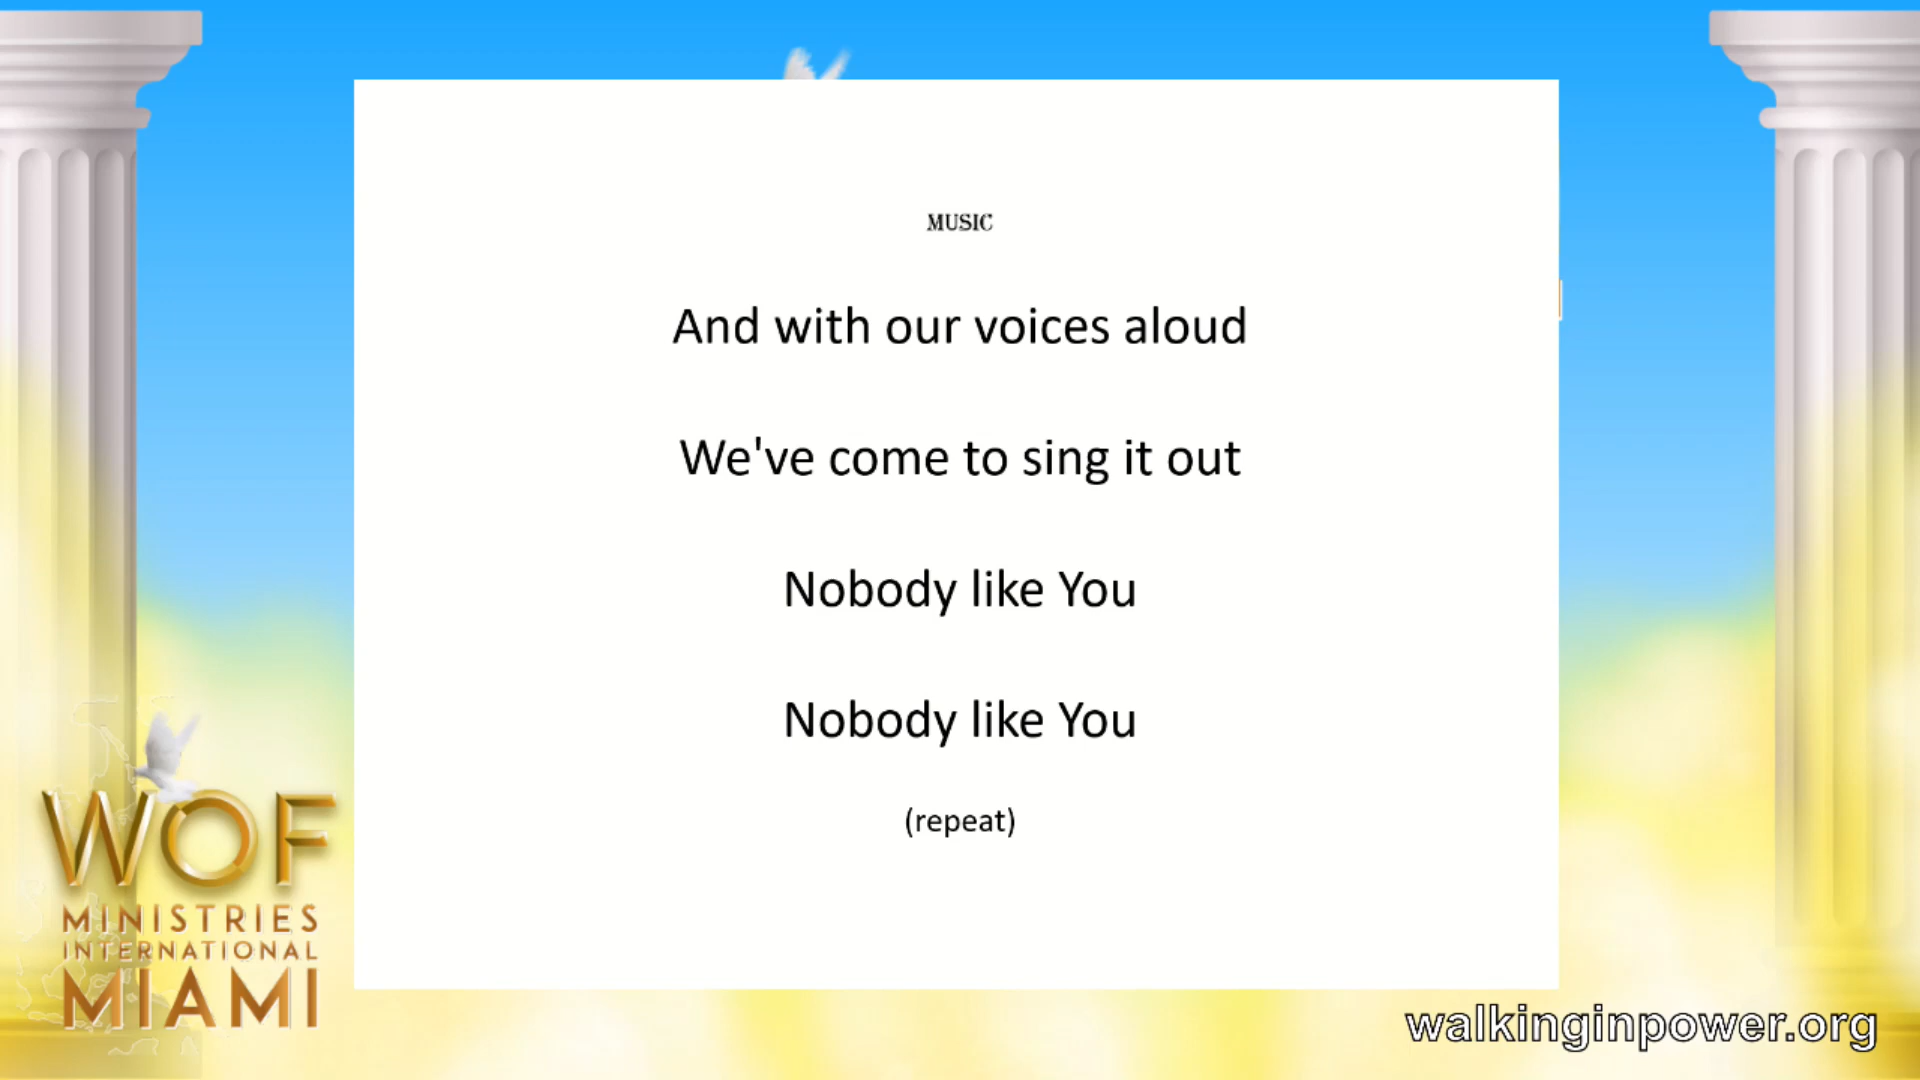 MUSIC
And with our voices aloud
We've come to sing it out
Nobody like You
Nobody like You
(repeat)
WOF
MINISTRIES
INTERNATIONAL
MIAMI
walkinginpower.org